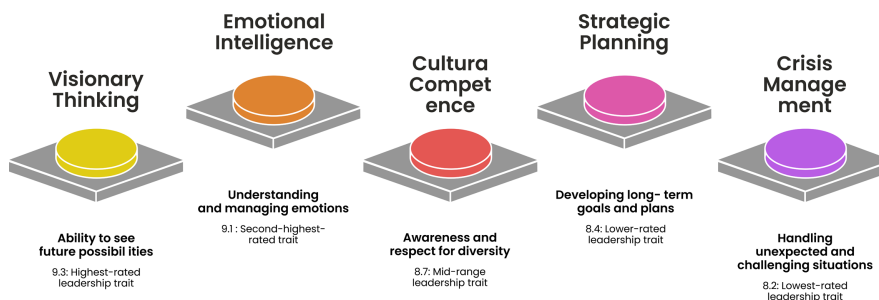 Visionary
Thinking
Ability to see
future possibil ities
9.3: Highest-rated
leadership trait
Emotional
Intelligence
Understanding
and managing emotions
9.1 : Second-highest-
rated trait
Cultura
Compet
ence
Awareness and
respect for diversity
8.7: Mid-range
leadership trait
Strategic
Planning
Developing long- term
goals and plans
8.4: Lower-rated
leadership trait
Crisis
Manage
ment
Handling
unexpected and
challenging situations
8.2: Lowest-rated
leadership trait